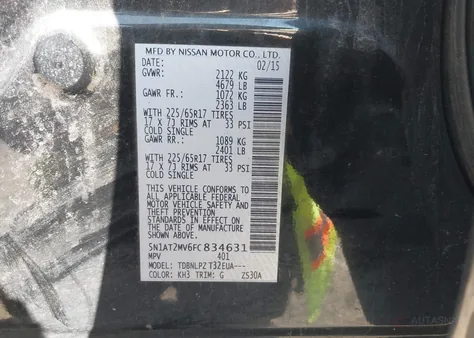 MFD BY NISSAN MOTOR CO., LTD.
DATE: 02/15
GVWR: 2122 KG
4679 LB
GAWR FR.: 1072 KG
2363 LB
WITH 225/65R17 TIRES
17 X 7J RIMS AT 33 PSI
COLD SINGLE
GAWR RR.: 1089 KG
2401 LB
WITH 225/65R17 TIRES
17 X 7J RIMS AT 33 PSI
COLD SINGLE
THIS VEHICLE CONFORMS TO
ALL APPLICABLE FEDERAL
MOTOR VEHICLE SAFETY AND
THEFT PREVENTION
STANDARDS IN EFFECT ON
THE DATE OF MANUFACTURE
SHOWN ABOVE.
5N1AT2MV6FC834631
MPV 401
MODEL: TDBNLPZ T32EUA---
COLOR: KH3 TRIM: G ZS30A